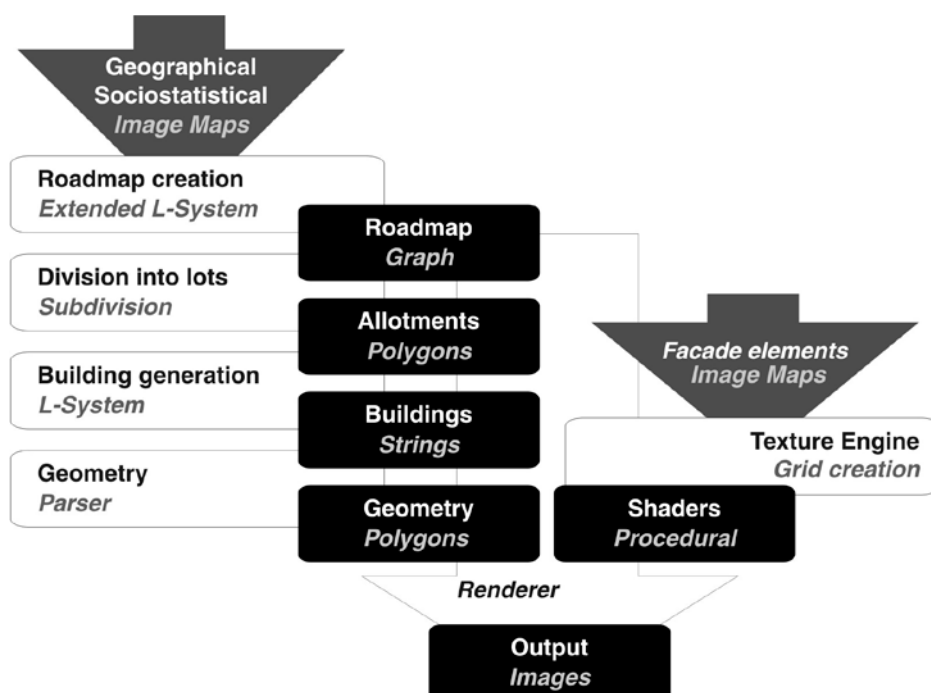 Geographical
Sociostatistical
Image Maps
Roadmap creation
Extended L-System
Roadmap
Graph
Division into lots
Subdivision
Allotments
Polygons
Facade elements
Image Maps
Building generation
L-System
Buildings
Strings
Texture Engine
Grid creation
Geometry
Parser
Geometry
Polygons
Shaders
Procedural
Renderer
Output
Images